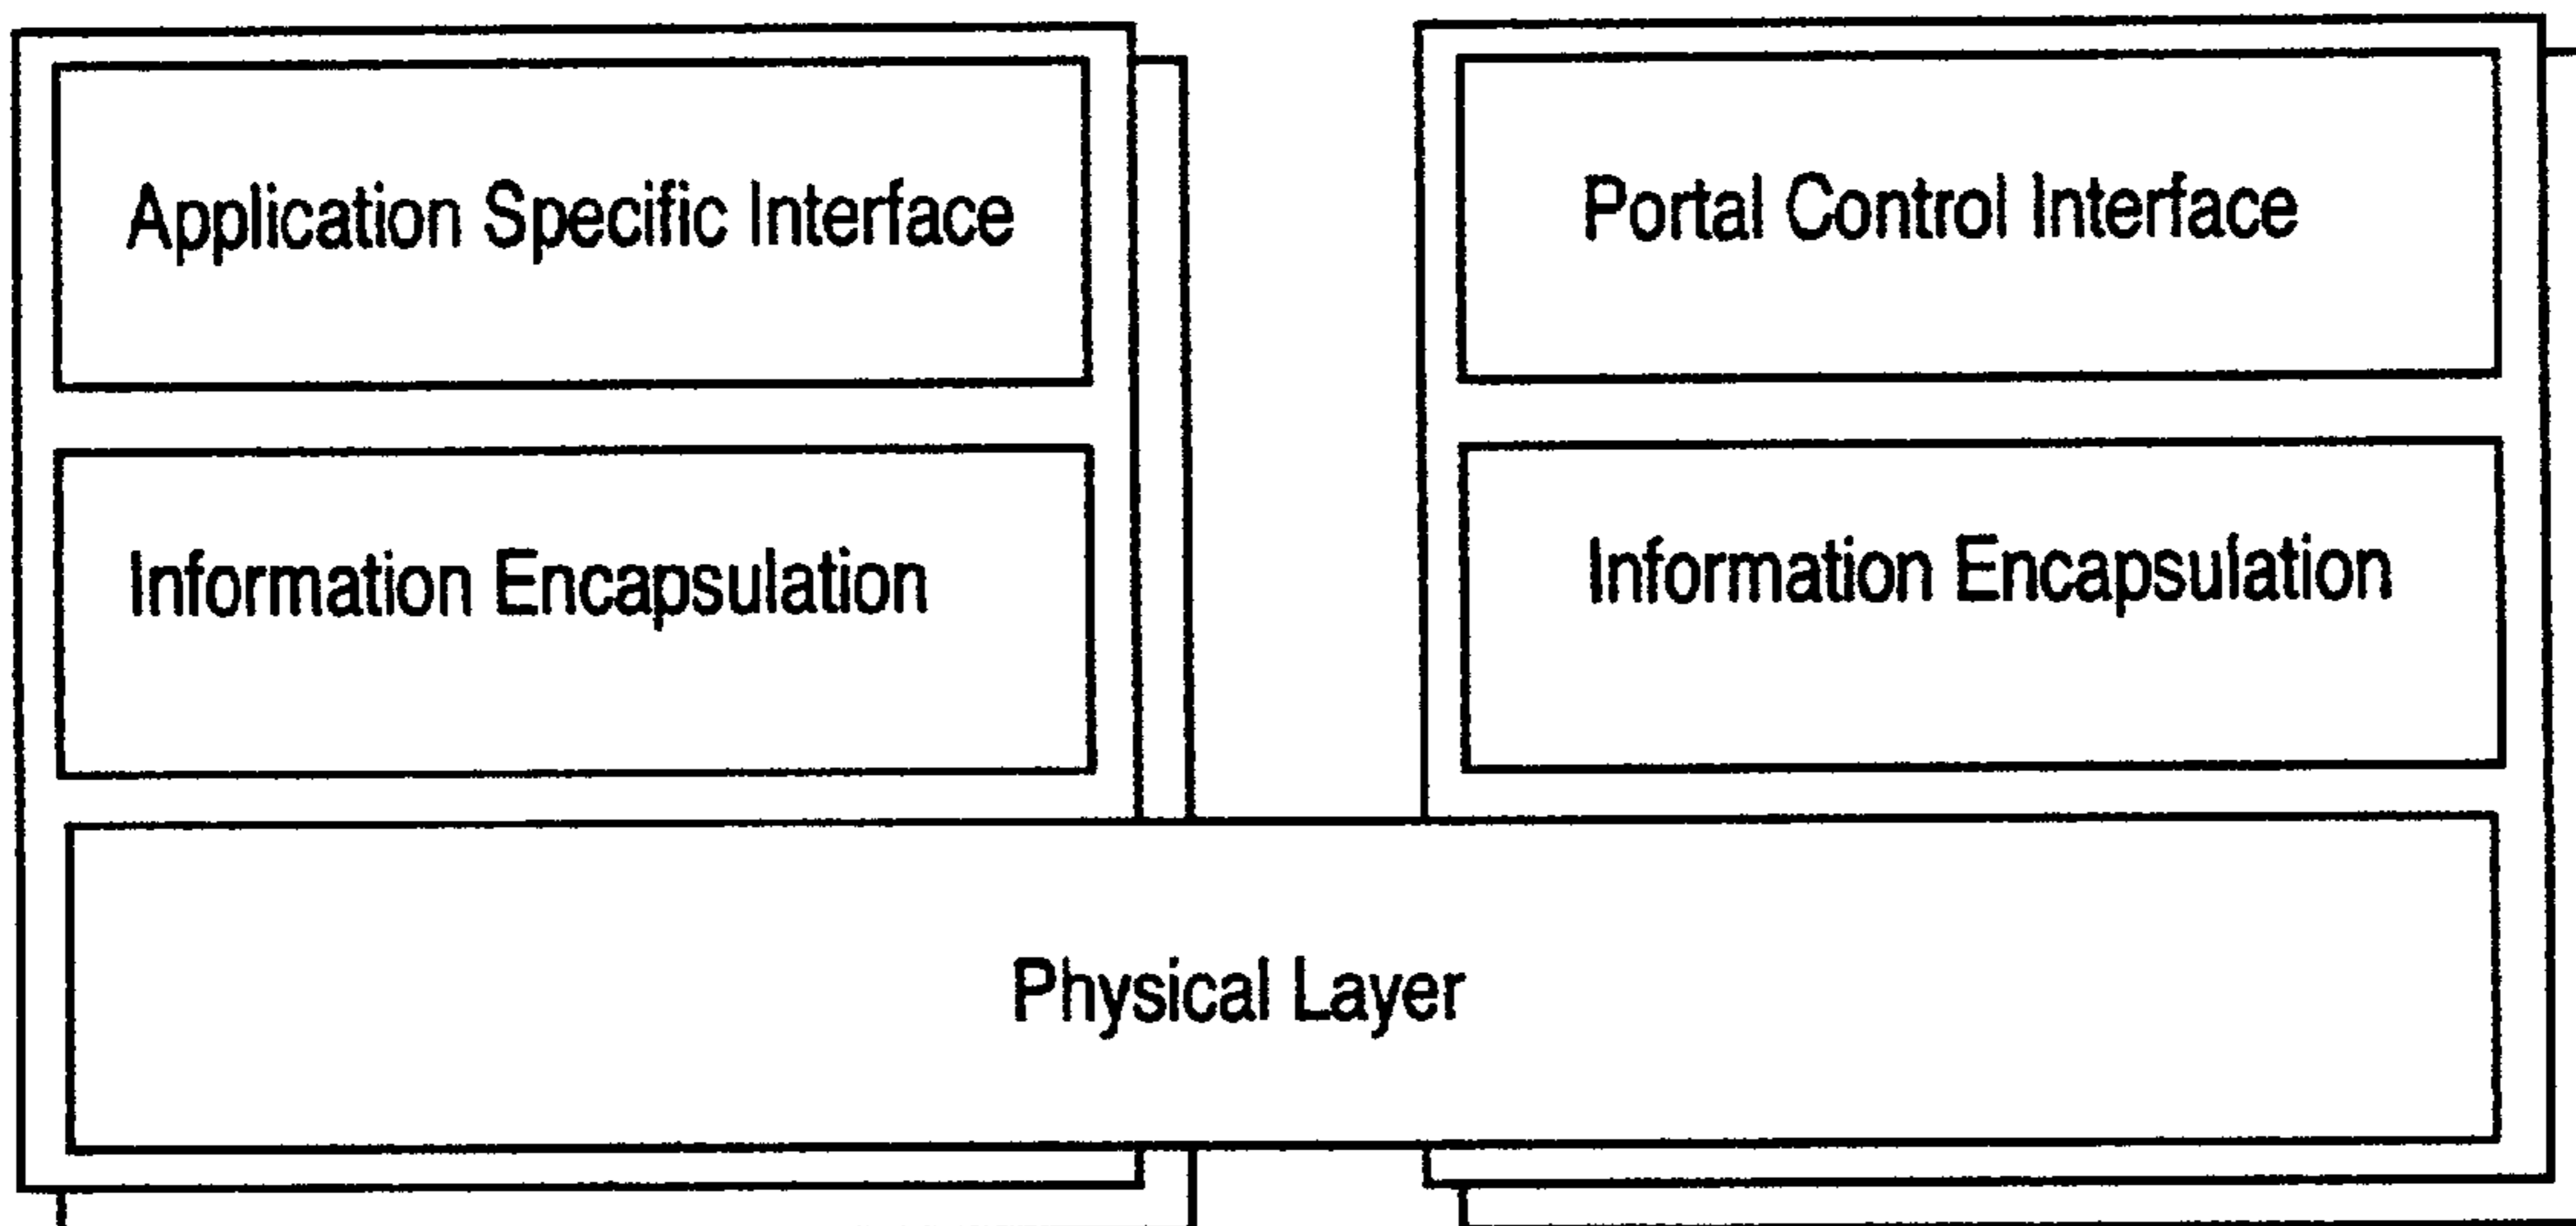 Application Specific Interface
Portal Control Interface
Information Encapsulation
Information Encapsulation
Physical Layer